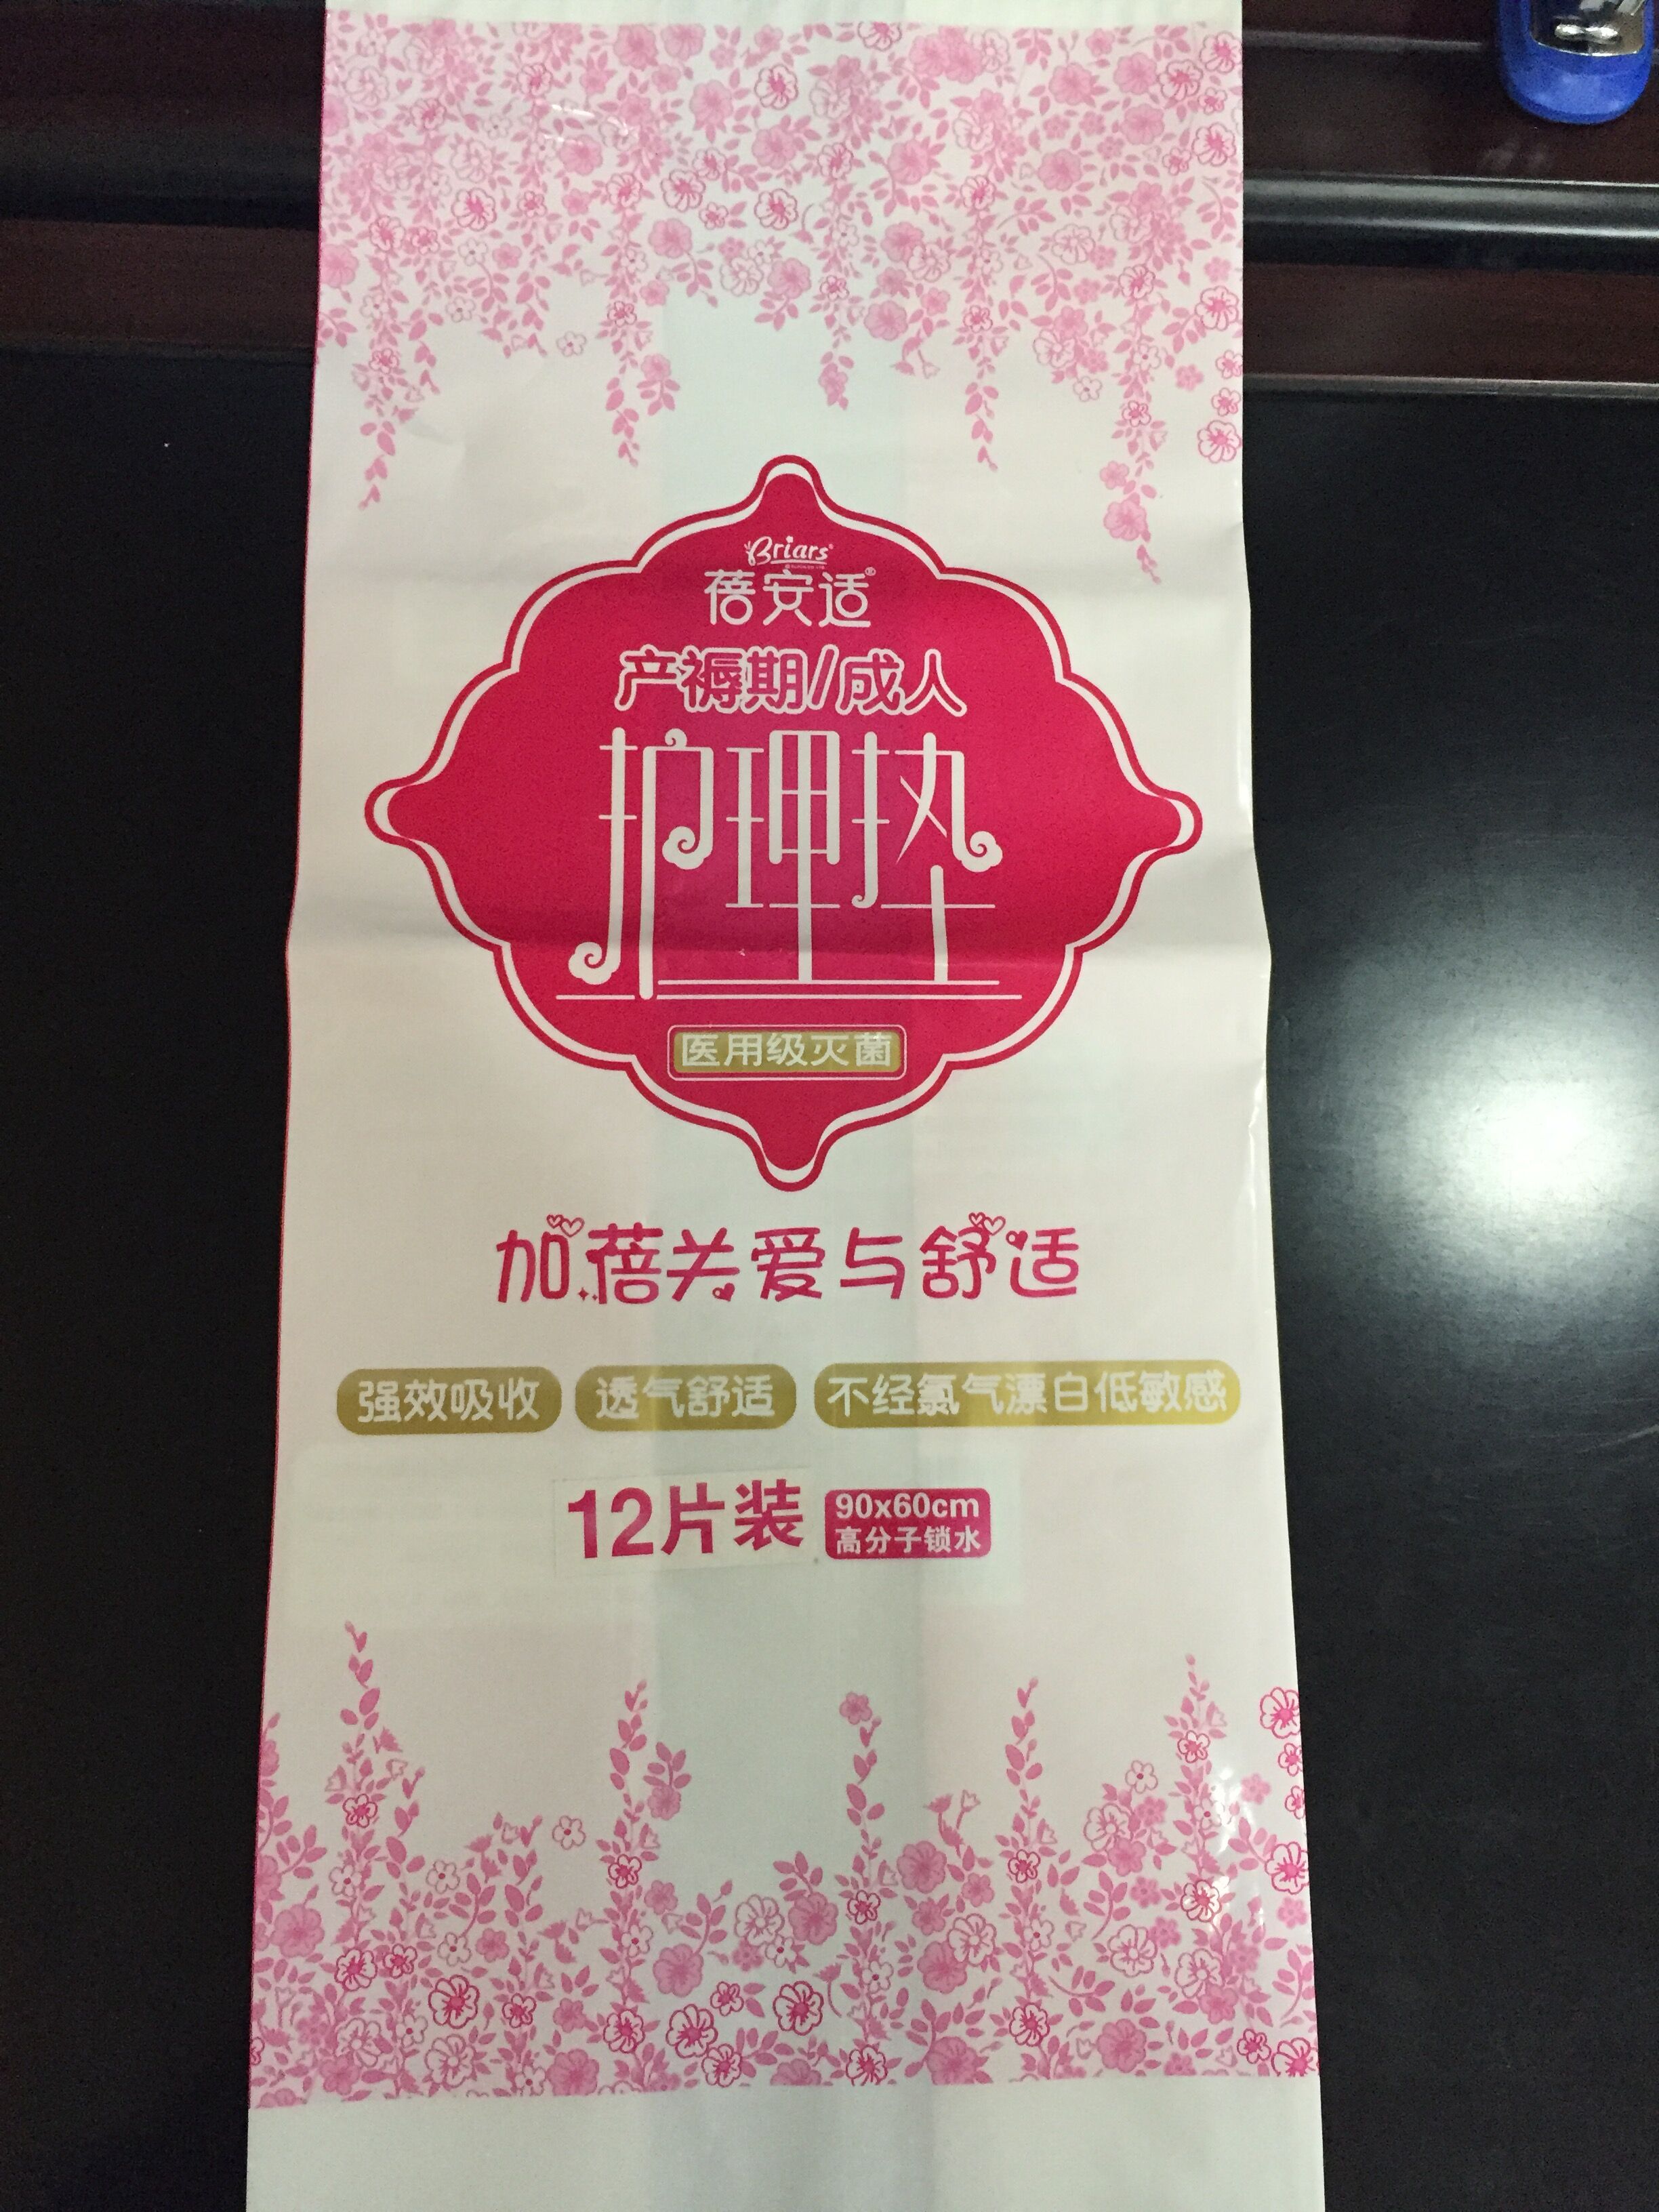 Briars®
蓓安适®
产褥期/成人
护理垫
医用级灭菌
加蓓关爱与舒适
强效吸收 透气舒适 不经氯气漂白低敏感
12片装 90x60cm
高分子锁水